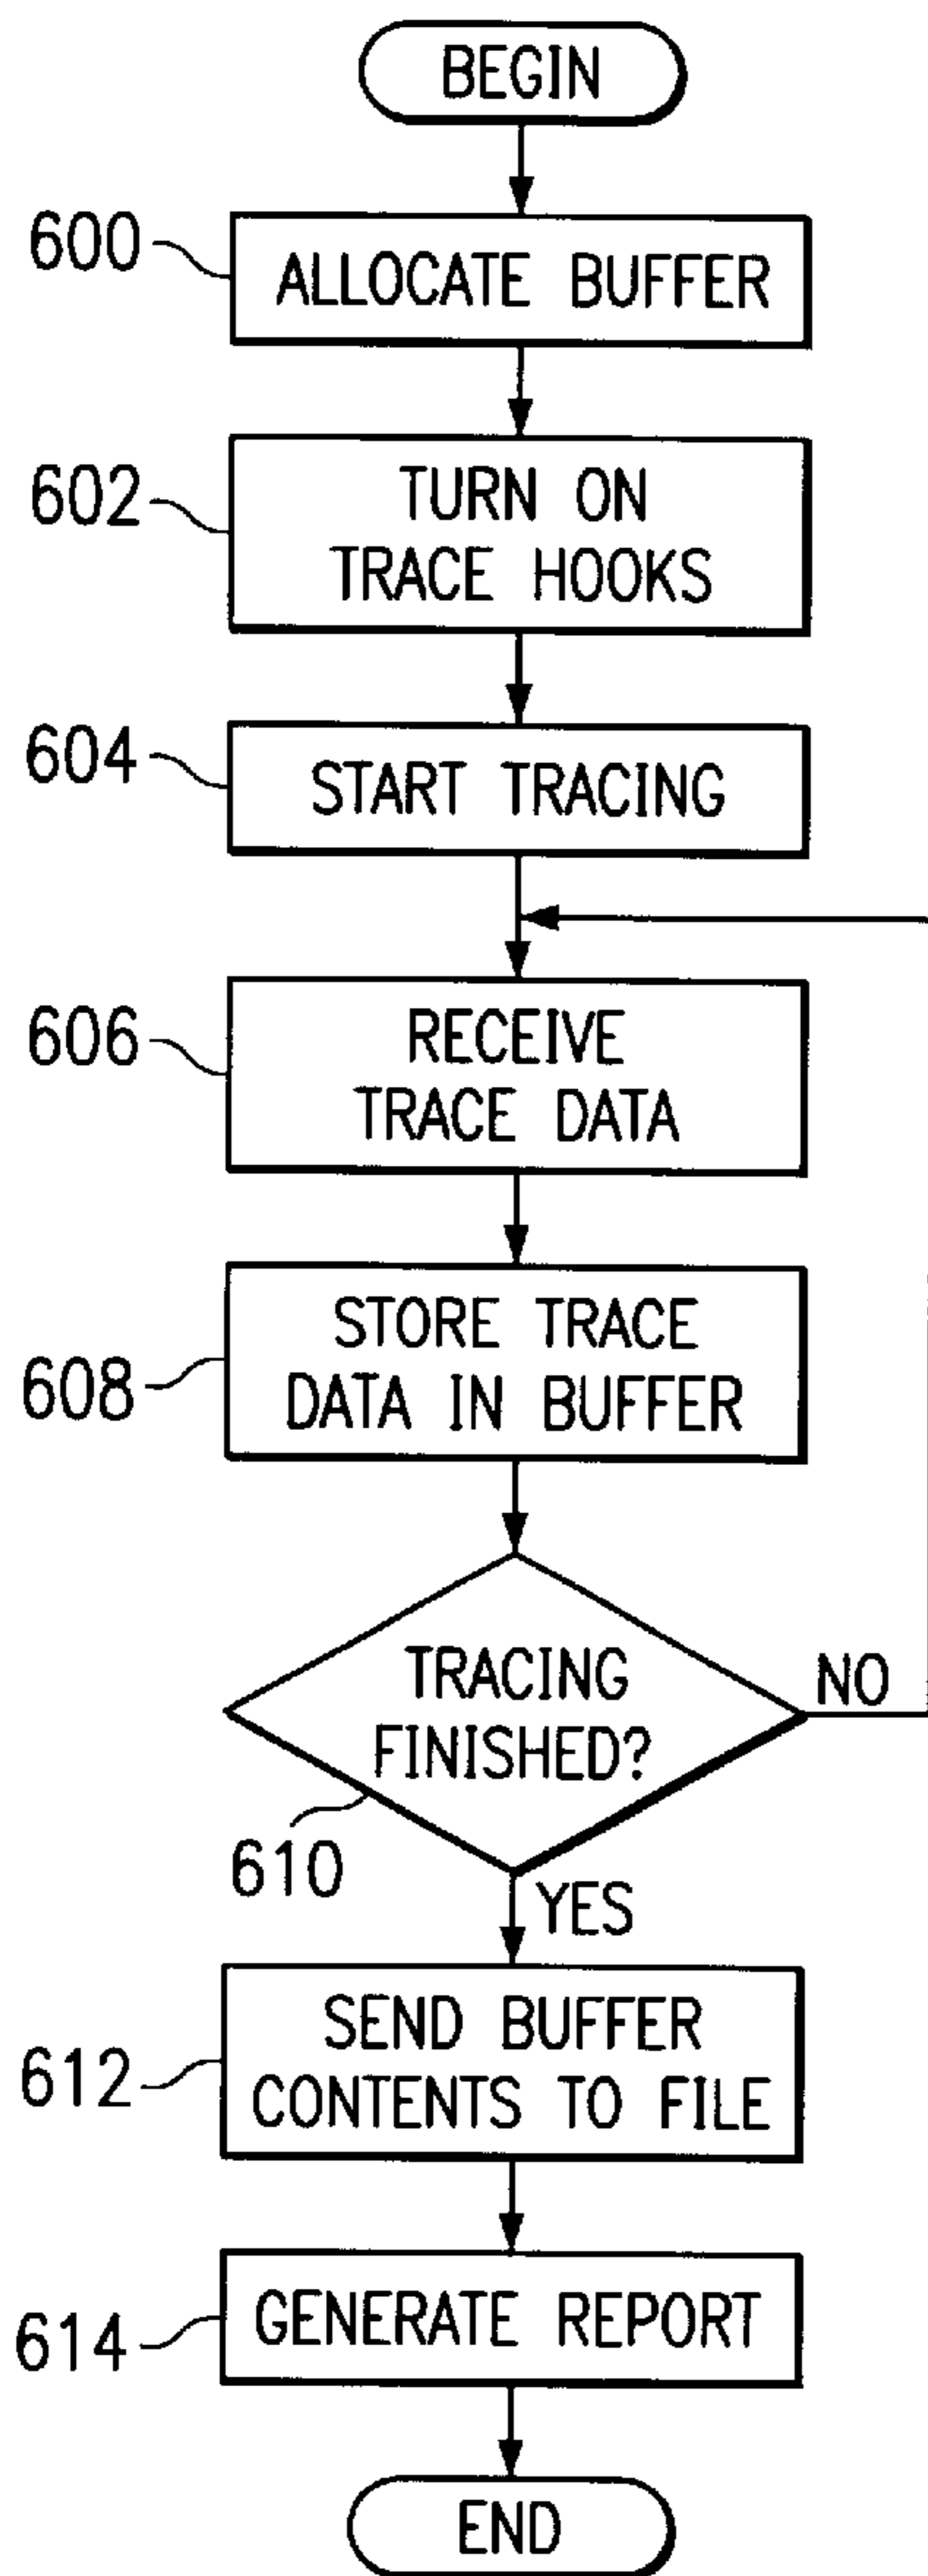 BEGIN
600
ALLOCATE BUFFER
602
TURN ON
TRACE HOOKS
604
START TRACING
606
RECEIVE
TRACE DATA
608
STORE TRACE
DATA IN BUFFER
TRACING
FINISHED?
NO
610
YES
612
SEND BUFFER
CONTENTS TO FILE
614
GENERATE REPORT
END